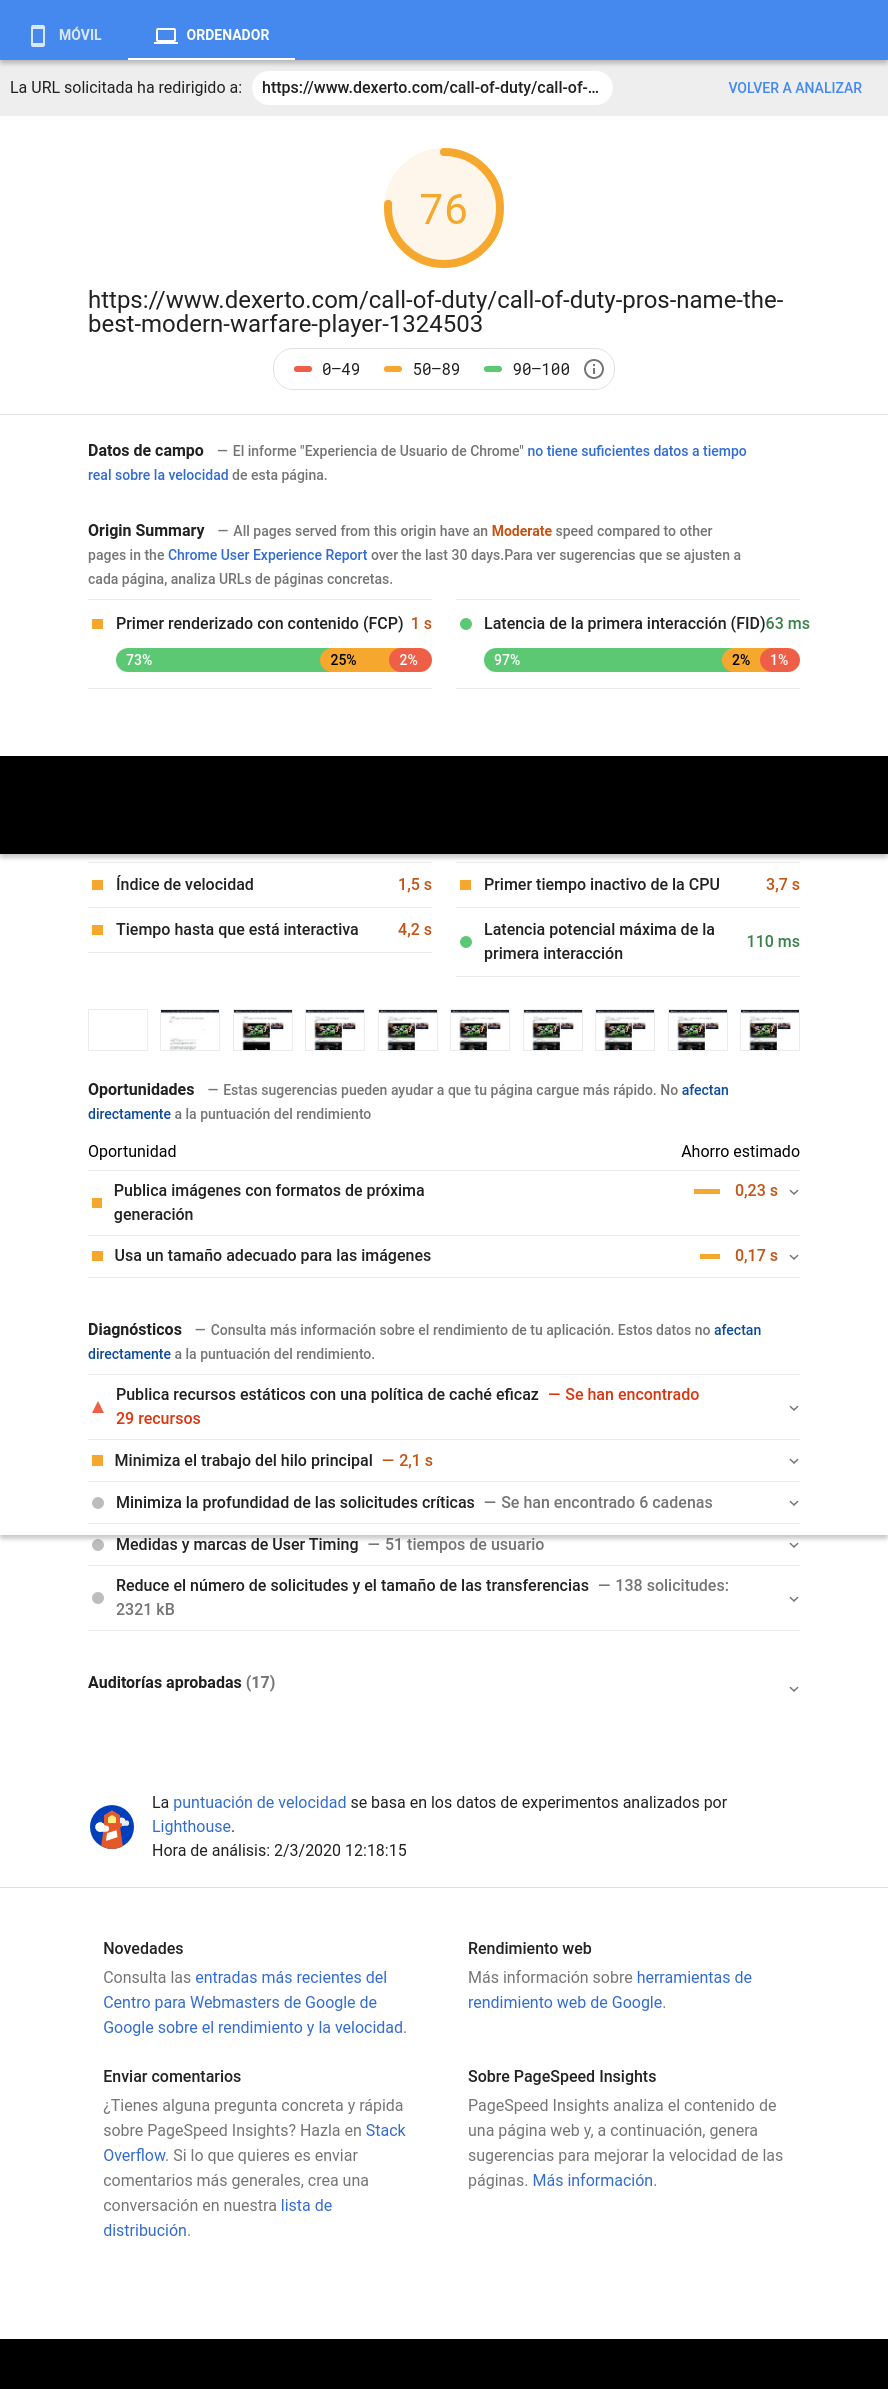 MÓVIL
ORDENADOR
La URL solicitada ha redirigido a: https://www.dexerto.com/call-of-duty/call-of-... VOLVER A ANALIZAR
76
https://www.dexerto.com/call-of-duty/call-of-duty-pros-name-the-
best-modern-warfare-player-1324503
0–49 50–89 90–100
Datos de campo — El informe "Experiencia de Usuario de Chrome" no tiene suficientes datos a tiempo
real sobre la velocidad de esta página.
Origin Summary — All pages served from this origin have an Moderate speed compared to other
pages in the Chrome User Experience Report over the last 30 days.Para ver sugerencias que se ajusten a
cada página, analiza URLs de páginas concretas.
Primer renderizado con contenido (FCP) 1 s
73% 25% 2%
Latencia de la primera interacción (FID)63 ms
97% 2% 1%
Índice de velocidad 1,5 s
Primer tiempo inactivo de la CPU 3,7 s
Tiempo hasta que está interactiva 4,2 s
Latencia potencial máxima de la
primera interacción 110 ms
Oportunidades — Estas sugerencias pueden ayudar a que tu página cargue más rápido. No afectan
directamente a la puntuación del rendimiento
Oportunidad Ahorro estimado
Publica imágenes con formatos de próxima
generación 0,23 s
Usa un tamaño adecuado para las imágenes 0,17 s
Diagnósticos — Consulta más información sobre el rendimiento de tu aplicación. Estos datos no afectan
directamente a la puntuación del rendimiento.
Publica recursos estáticos con una política de caché eficaz — Se han encontrado
29 recursos
Minimiza el trabajo del hilo principal — 2,1 s
Minimiza la profundidad de las solicitudes críticas — Se han encontrado 6 cadenas
Medidas y marcas de User Timing — 51 tiempos de usuario
Reduce el número de solicitudes y el tamaño de las transferencias — 138 solicitudes:
2321 kB
Auditorías aprobadas (17)
La puntuación de velocidad se basa en los datos de experimentos analizados por
Lighthouse.
Hora de análisis: 2/3/2020 12:18:15
Novedades
Consulta las entradas más recientes del
Centro para Webmasters de Google de
Google sobre el rendimiento y la velocidad.
Rendimiento web
Más información sobre herramientas de
rendimiento web de Google.
Enviar comentarios
¿Tienes alguna pregunta concreta y rápida
sobre PageSpeed Insights? Hazla en Stack
Overflow. Si lo que quieres es enviar
comentarios más generales, crea una
conversación en nuestra lista de
distribución.
Sobre PageSpeed Insights
PageSpeed Insights analiza el contenido de
una página web y, a continuación, genera
sugerencias para mejorar la velocidad de las
páginas. Más información.